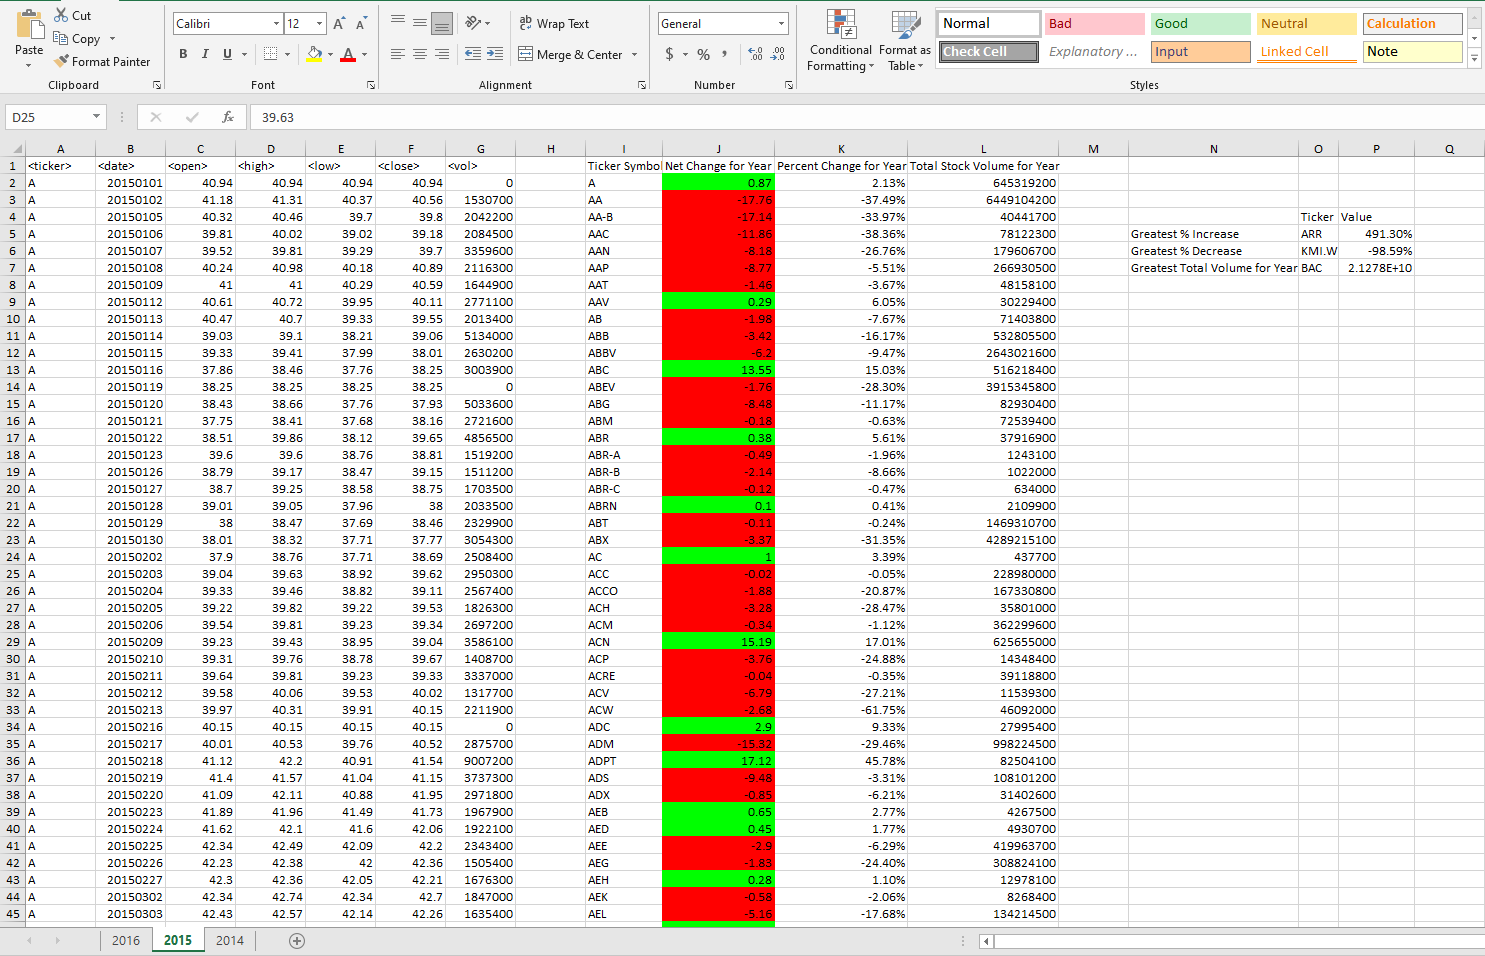 Cut
Copy
Format Painter
Paste
Clipboard
Calibri 12
B I U
Font
Wrap Text
Merge & Center
Alignment
General
$ % ,
Number
Conditional Formatting
Format as Table
Normal Bad Good Neutral Calculation
Check Cell Explanatory ... Input Linked Cell Note
Styles
D25 fx 39.63
A B C D E F G H I J K L M N O P Q
1 <ticker> <date> <open> <high> <low> <close> <vol> Ticker Symbol Net Change for Year Percent Change for Year Total Stock Volume for Year
2 A 20150101 40.94 40.94 40.94 40.94 0 A 0.87 2.13% 645319200
3 A 20150102 41.18 41.31 40.37 40.56 1530700 AA -17.76 -37.49% 6449104200
4 A 20150105 40.32 40.46 39.7 39.8 2042200 AA-B -17.14 -33.97% 40441700 Ticker Value
5 A 20150106 39.81 40.02 39.02 39.18 2084500 AAC -11.86 -38.36% 78122300 Greatest % Increase ARR 491.30%
6 A 20150107 39.52 39.81 39.29 39.7 3359600 AAN -8.18 -26.76% 179606700 Greatest % Decrease KMI.W -98.59%
7 A 20150108 40.24 40.98 40.18 40.89 2116300 AAP -8.77 -5.51% 266930500 Greatest Total Volume for Year BAC 2.1278E+10
8 A 20150109 41 41 40.29 40.59 1644900 AAT -1.46 -3.67% 48158100
9 A 20150112 40.61 40.72 39.95 40.11 2771100 AAV 0.29 6.05% 30229400
10 A 20150113 40.47 40.7 39.33 39.55 2013400 AB -1.98 -7.67% 71403800
11 A 20150114 39.03 39.1 38.21 39.06 5134000 ABB -3.42 -16.17% 532805500
12 A 20150115 39.33 39.41 37.99 38.01 2630200 ABBV -6.2 -9.47% 2643021600
13 A 20150116 37.86 38.46 37.76 38.25 3003900 ABC 13.55 15.03% 516218400
14 A 20150119 38.25 38.25 38.25 38.25 0 ABEV -1.76 -28.30% 3915345800
15 A 20150120 38.43 38.66 37.76 37.93 5033600 ABG -8.48 -11.17% 82930400
16 A 20150121 37.75 38.41 37.68 38.16 2721600 ABM -0.18 -0.63% 72539400
17 A 20150122 38.51 39.86 38.12 39.65 4856500 ABR 0.38 5.61% 37916900
18 A 20150123 39.6 39.6 38.76 38.81 1519200 ABR-A -0.49 -1.96% 1243100
19 A 20150126 38.79 39.17 38.47 39.15 1511200 ABR-B -2.14 -8.66% 1022000
20 A 20150127 38.7 39.25 38.58 38.75 1703500 ABR-C -0.12 -0.47% 634000
21 A 20150128 39.01 39.05 37.96 38 2033500 ABRN 0.1 0.41% 2109900
22 A 20150129 38 38.47 37.69 38.46 2329900 ABT -0.11 -0.24% 1469310700
23 A 20150130 38.01 38.32 37.71 37.77 3054300 ABX -3.37 -31.35% 4289215100
24 A 20150202 37.9 38.76 37.71 38.69 2508400 AC 1 3.39% 437700
25 A 20150203 39.04 39.63 38.92 39.62 2950300 ACC -0.02 -0.05% 228980000
26 A 20150204 39.33 39.46 38.82 39.11 2567400 ACCO -1.88 -20.87% 167330800
27 A 20150205 39.22 39.82 39.22 39.53 1826300 ACH -3.28 -28.47% 35801000
28 A 20150206 39.54 39.81 39.23 39.34 2697200 ACM -0.34 -1.12% 362299600
29 A 20150209 39.23 39.43 38.95 39.04 3586100 ACN 15.19 17.01% 625655000
30 A 20150210 39.31 39.76 38.78 39.67 1408700 ACP -3.76 -24.88% 14348400
31 A 20150211 39.64 39.81 39.23 39.33 3337000 ACRE -0.04 -0.35% 39118800
32 A 20150212 39.58 40.06 39.53 40.02 1317700 ACV -6.79 -27.21% 11539300
33 A 20150213 39.97 40.31 39.91 40.15 2211900 ACW -2.68 -61.75% 46092000
34 A 20150216 40.15 40.15 40.15 40.15 0 ADC 2.9 9.33% 27995400
35 A 20150217 40.01 40.53 39.76 40.52 2875700 ADM -15.32 -29.46% 998224500
36 A 20150218 41.12 42.2 40.91 41.54 9007200 ADPT 17.12 45.78% 82504100
37 A 20150219 41.4 41.57 41.04 41.15 3737300 ADS -9.48 -3.31% 108101200
38 A 20150220 41.09 42.11 40.88 41.95 2971800 ADX -0.85 -6.21% 31402600
39 A 20150223 41.89 41.96 41.49 41.73 1967900 AEB 0.65 2.77% 4267500
40 A 20150224 41.62 42.1 41.6 42.06 1922100 AED 0.45 1.77% 4930700
41 A 20150225 42.34 42.49 42.09 42.2 2343400 AEE -2.9 -6.29% 419963700
42 A 20150226 42.23 42.38 42 42.36 1505400 AEG -1.83 -24.40% 308824100
43 A 20150227 42.3 42.36 42.05 42.21 1676300 AEH 0.28 1.10% 12978100
44 A 20150302 42.34 42.74 42.34 42.7 1847000 AEK -0.58 -2.06% 8268400
45 A 20150303 42.43 42.57 42.14 42.26 1635400 AEL -5.16 -17.68% 134214500
2016 2015 2014